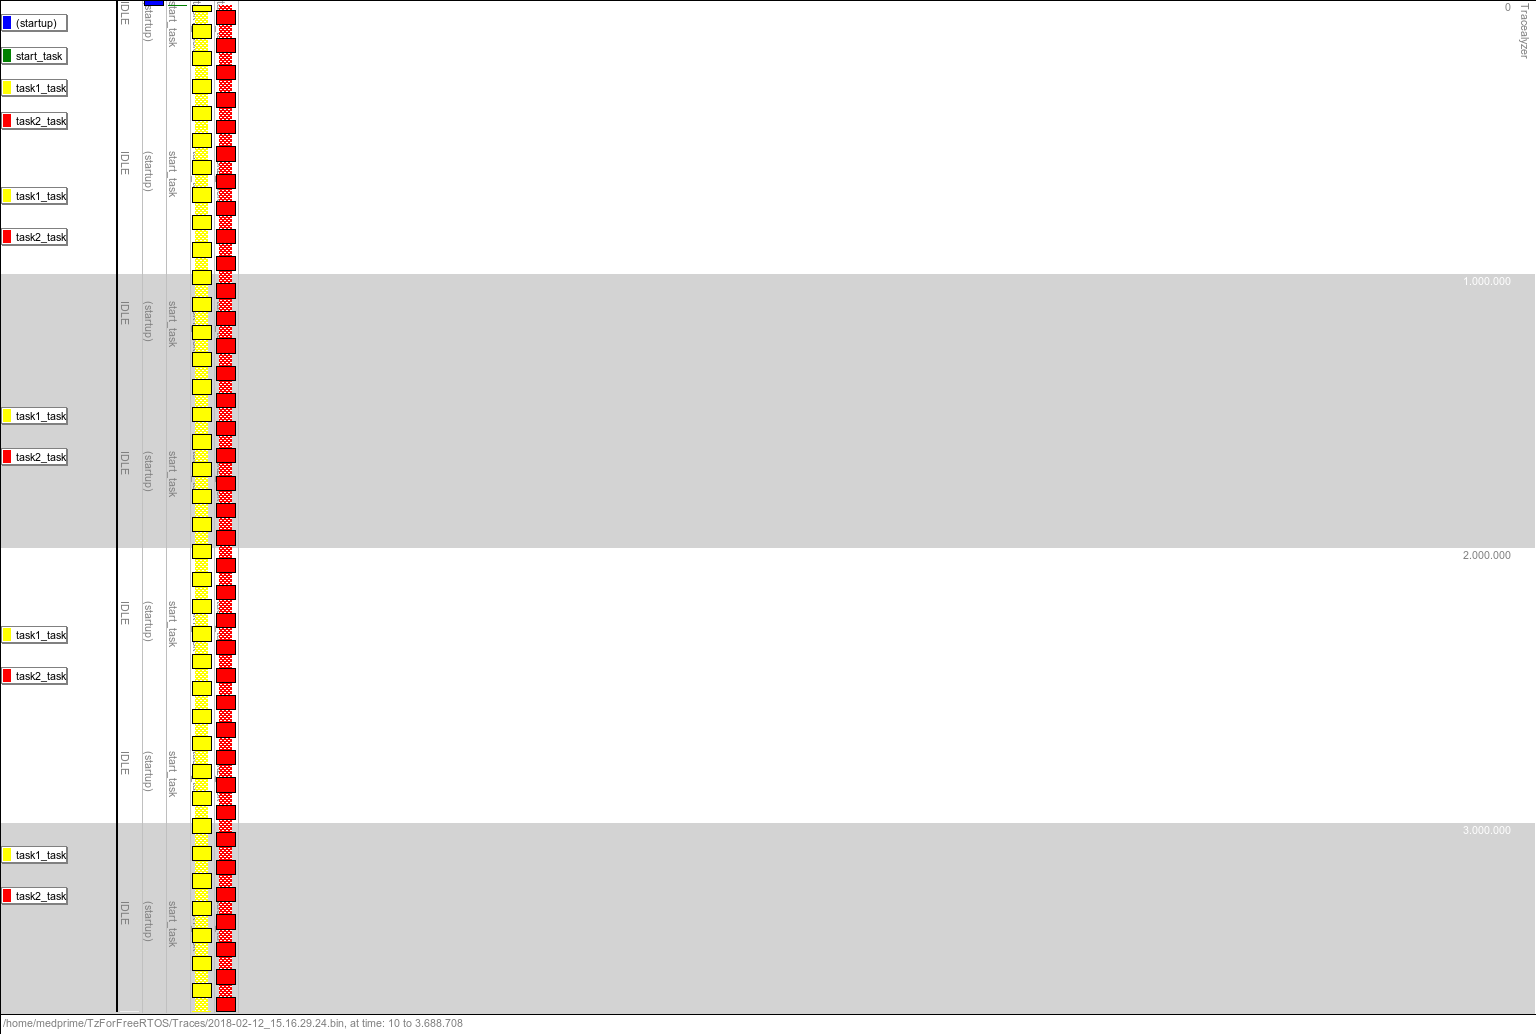 0
Tracealyzer
IDLE
(startup)
start_task
(startup)
start_task
task1_task
task2_task
IDLE
(startup)
start_task
task1_task
task2_task
1.000.000
IDLE
(startup)
start_task
task1_task
task2_task
IDLE
(startup)
start_task
2.000.000
IDLE
(startup)
start_task
task1_task
task2_task
IDLE
(startup)
start_task
3.000.000
task1_task
task2_task
IDLE
(startup)
start_task
/home/medprime/TzForFreeRTOS/Traces/2018-02-12_15.16.29.24.bin, at time: 10 to 3.688.708